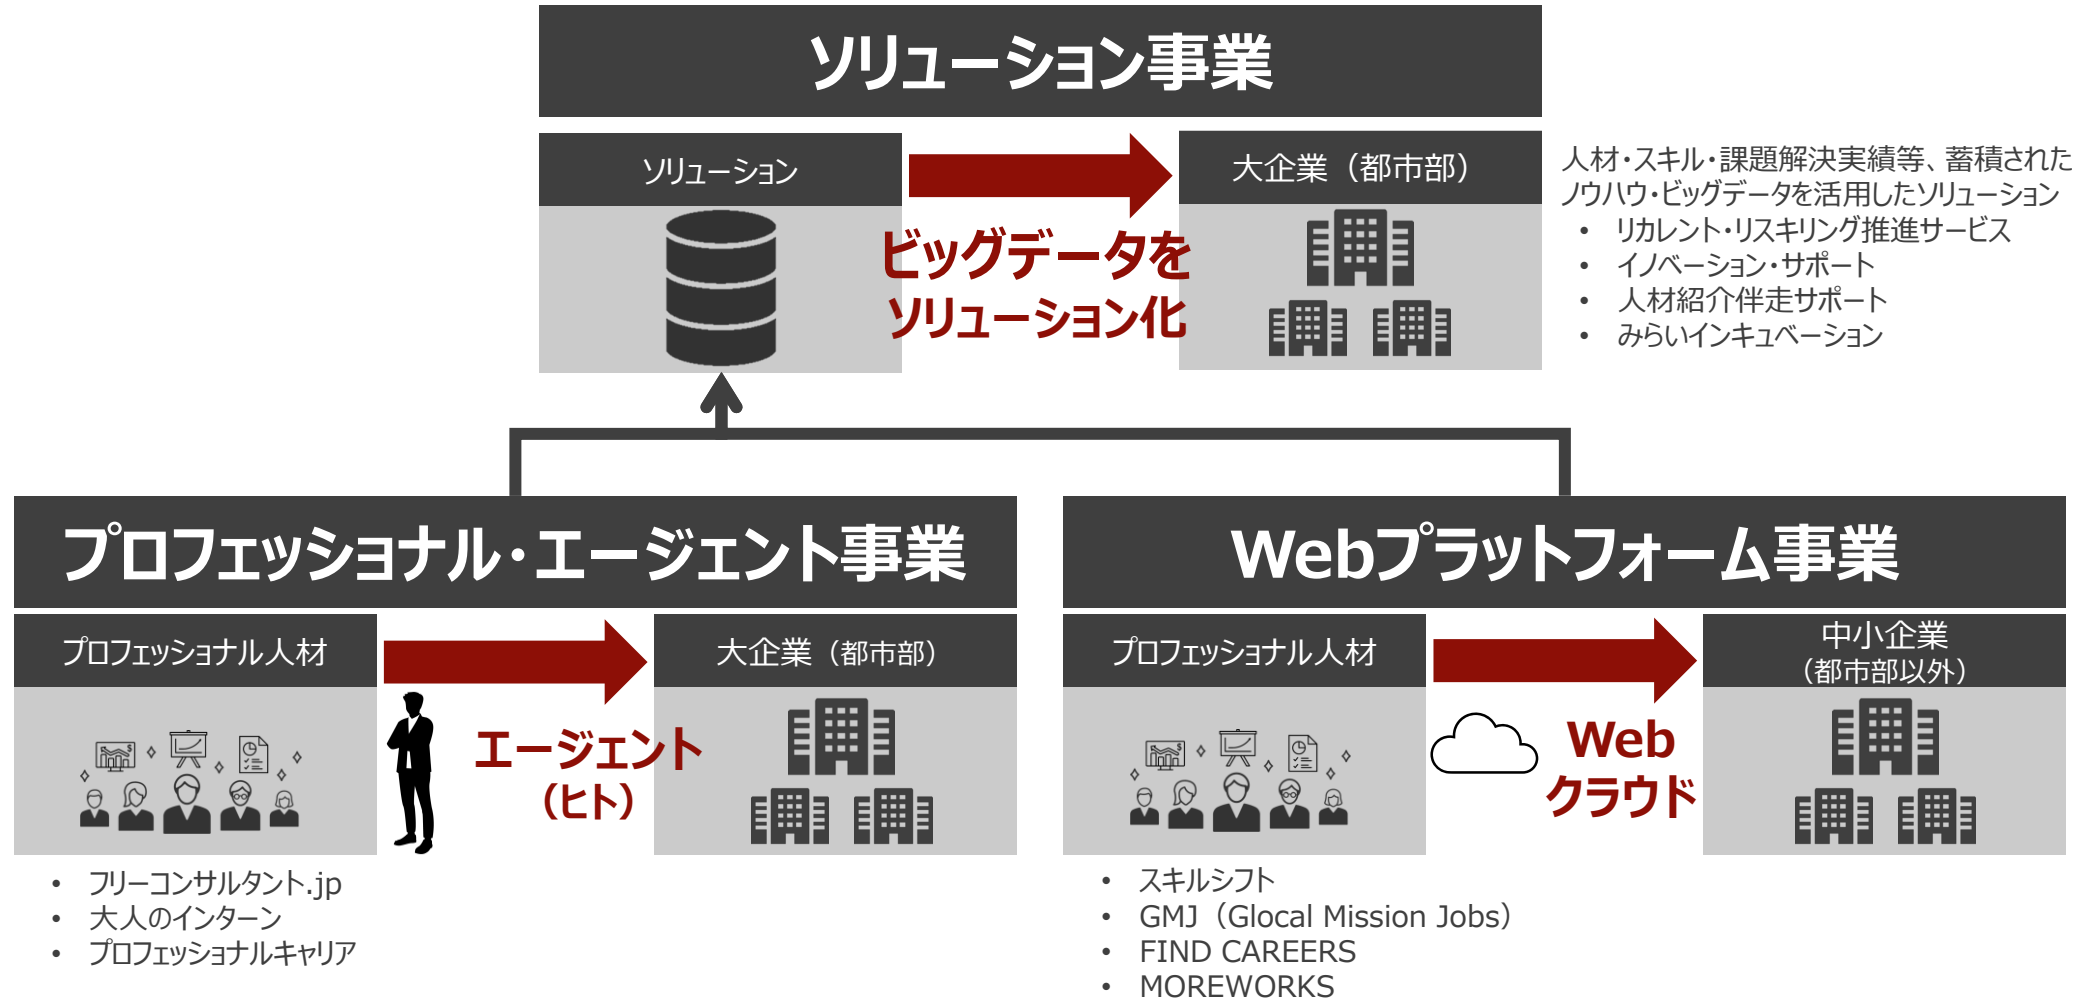 ソリューション事業
ソリューション
大企業（都市部）
ビッグデータを
ソリューション化
人材・スキル・課題解決実績等、蓄積された
ノウハウ・ビッグデータを活用したソリューション
• リカレント・リスキリング推進サービス
• イノベーション・サポート
• 人材紹介伴走サポート
• みらいインキュベーション
プロフェッショナル・エージェント事業
プロフェッショナル人材
大企業（都市部）
エージェント
（ヒト）
• フリーコンサルタント.jp
• 大人のインターン
• プロフェッショナルキャリア
Webプラットフォーム事業
プロフェッショナル人材
中小企業
（都市部以外）
Web
クラウド
• スキルシフト
• GMJ（Glocal Mission Jobs）
• FIND CAREERS
• MOREWORKS